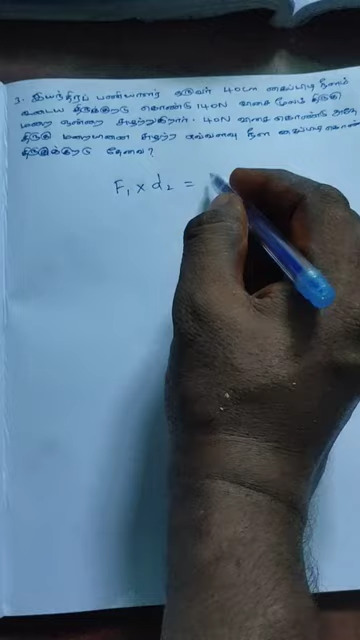 3. இயந்திரப் பணியாளர் ஒருவர் 40cm கைப்பிடி நீளம்
உடைய திருக்குறடு கொண்டு 140N விசை மூலம் திருகு
மறை ஒன்றை சுழற்றுகிறார். 40N விசை கொண்டு அதே
திருகு மறையினை சுழற்ற எவ்வளவு நீள கைப்பிடி கொண்
திருகுக்குறடு தேவை?
F₁ × d₂ =